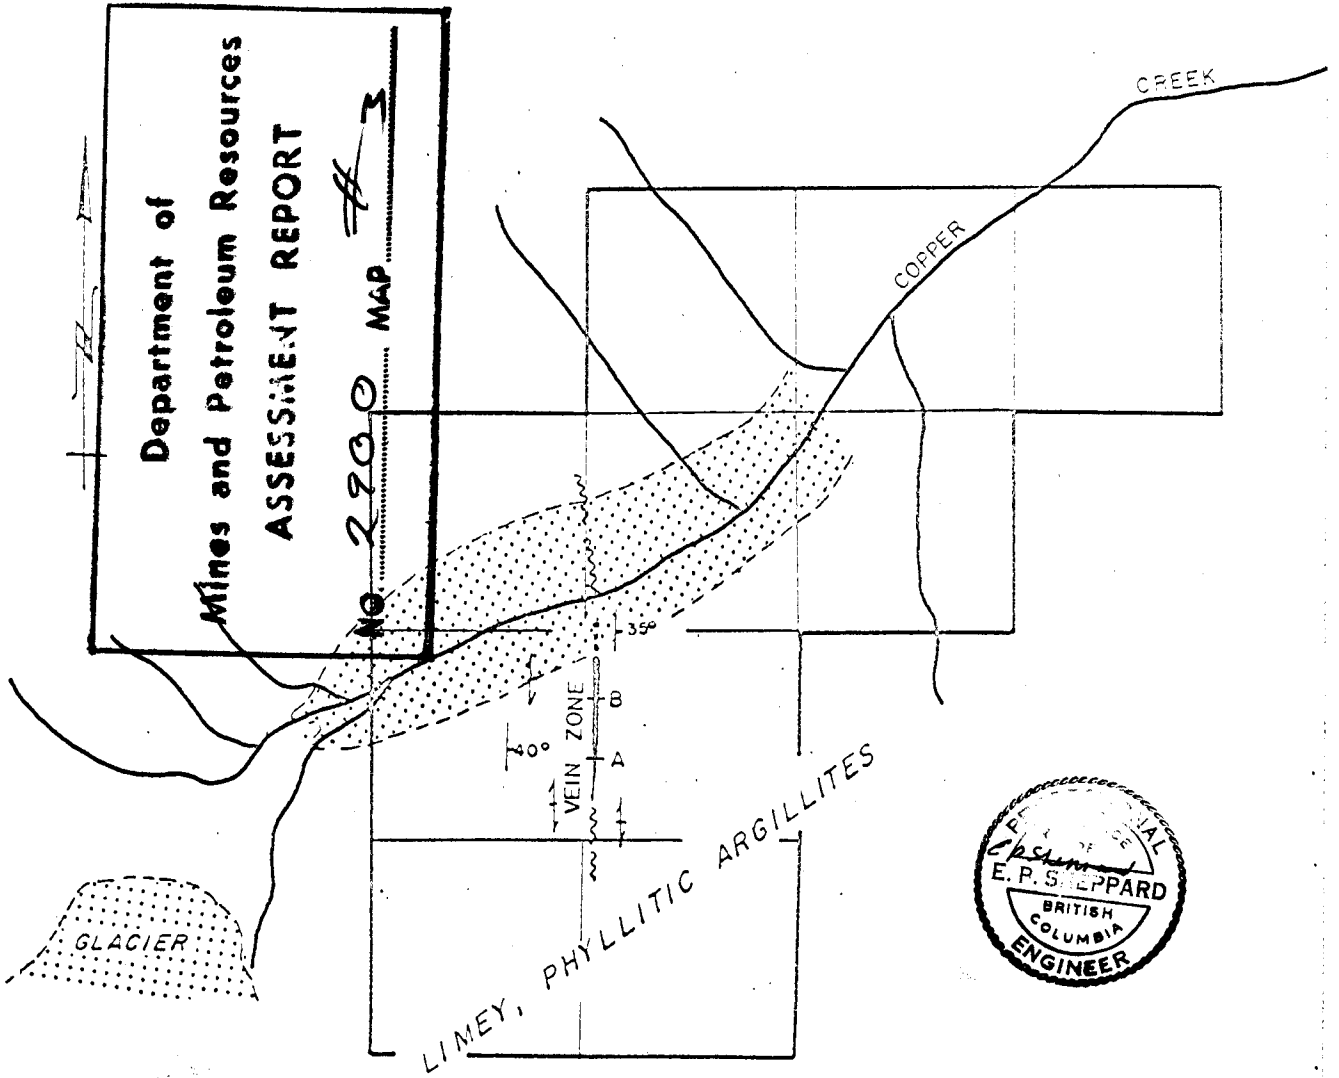 Department of
Mines and Petroleum Resources
ASSESSMENT REPORT
No 2900 MAP #3
CREEK
COPPER
35°
B
VEIN ZONE
40°
A
LIMEY, PHYLLITIC ARGILLITES
GLACIER
E. P. SHEPPARD
BRITISH
COLUMBIA
ENGINEER